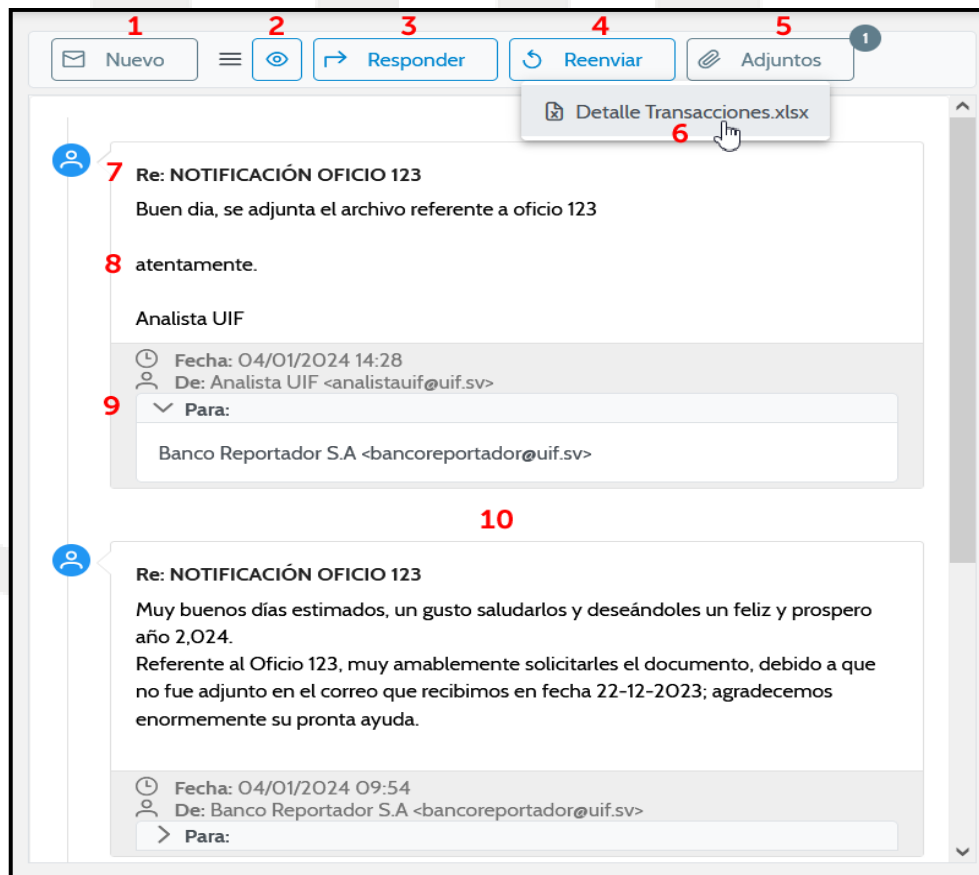 1 2 3 4 5
Nuevo Responder Reenviar Adjuntos 1
Detalle Transacciones.xlsx
6
7 Re: NOTIFICACIÓN OFICIO 123
Buen dia, se adjunta el archivo referente a oficio 123
8 atentamente.
Analista UIF
Fecha: 04/01/2024 14:28
De: Analista UIF <analistauif@uif.sv>
9 Para:
Banco Reportador S.A <bancoreportador@uif.sv>
10
Re: NOTIFICACIÓN OFICIO 123
Muy buenos días estimados, un gusto saludarlos y deseándoles un feliz y prospero
año 2,024.
Referente al Oficio 123, muy amablemente solicitarles el documento, debido a que
no fue adjunto en el correo que recibimos en fecha 22-12-2023; agradecemos
enormemente su pronta ayuda.
Fecha: 04/01/2024 09:54
De: Banco Reportador S.A <bancoreportador@uif.sv>
Para: